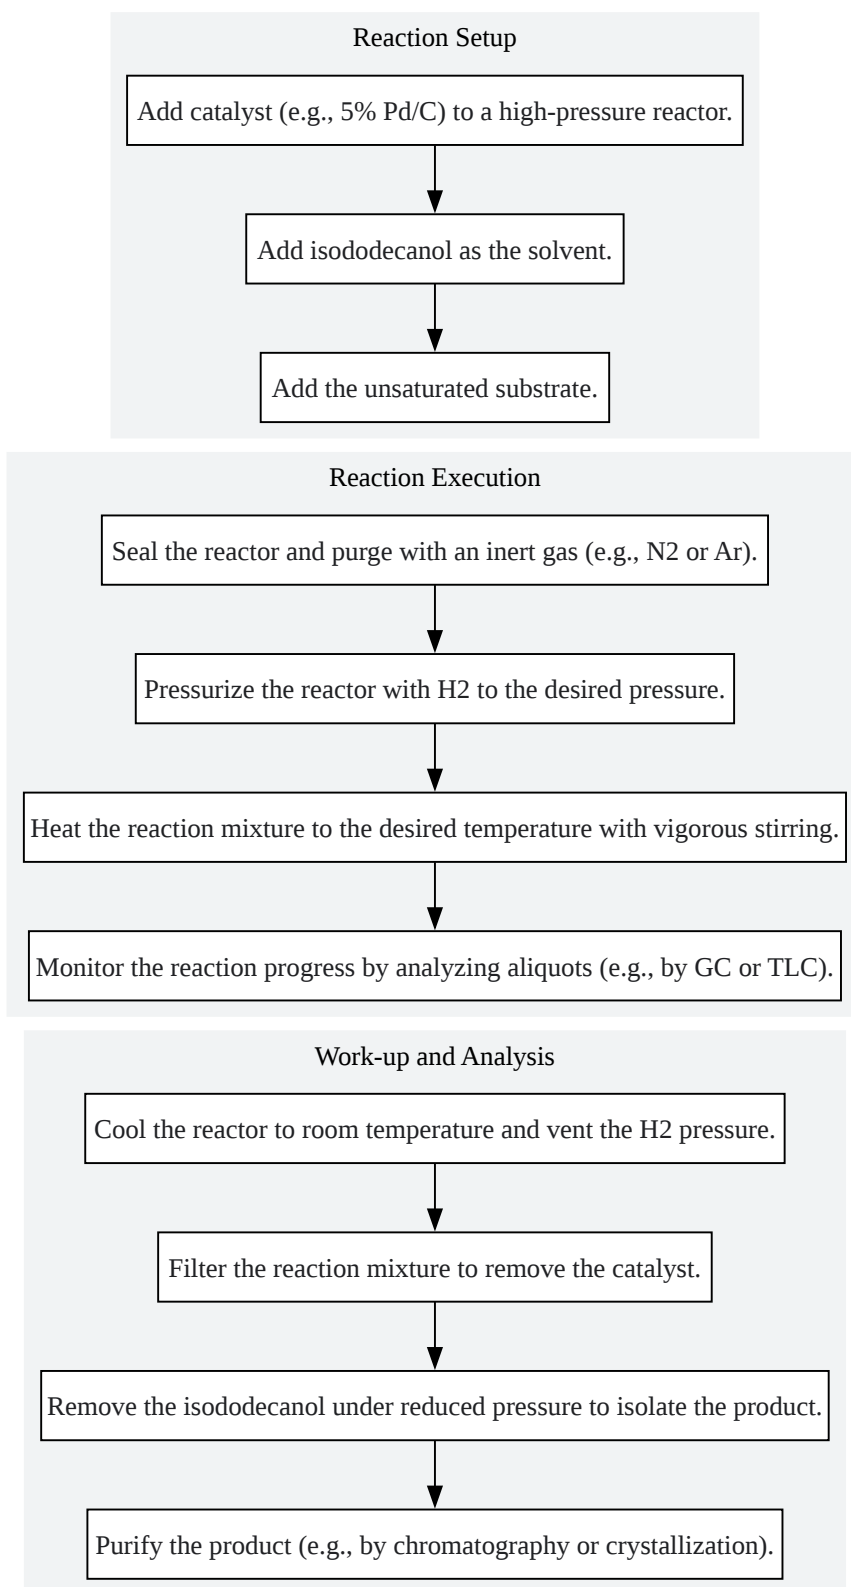 Reaction Setup
Add catalyst (e.g., 5% Pd/C) to a high-pressure reactor.
Add isododecanol as the solvent.
Add the unsaturated substrate.
Reaction Execution
Seal the reactor and purge with an inert gas (e.g., N2 or Ar).
Pressurize the reactor with H2 to the desired pressure.
Heat the reaction mixture to the desired temperature with vigorous stirring.
Monitor the reaction progress by analyzing aliquots (e.g., by GC or TLC).
Work-up and Analysis
Cool the reactor to room temperature and vent the H2 pressure.
Filter the reaction mixture to remove the catalyst.
Remove the isododecanol under reduced pressure to isolate the product.
Purify the product (e.g., by chromatography or crystallization).